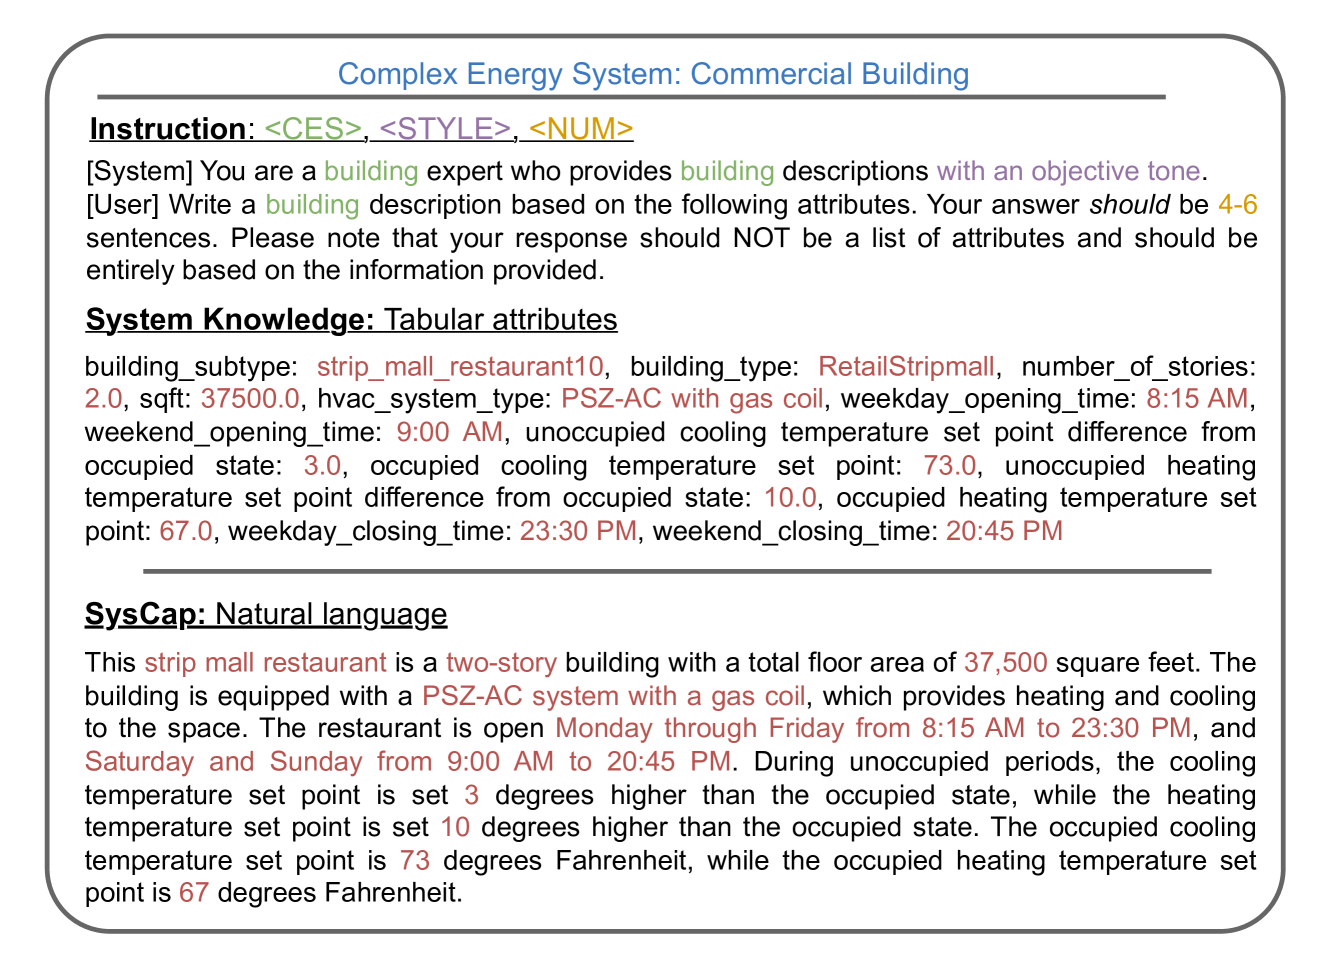 Complex Energy System: Commercial Building
Instruction: <CES>, <STYLE>, <NUM>
[System] You are a building expert who provides building descriptions with an objective tone.
[User] Write a building description based on the following attributes. Your answer should be 4-6
sentences. Please note that your response should NOT be a list of attributes and should be
entirely based on the information provided.
System Knowledge: Tabular attributes
building_subtype: strip_mall_restaurant10, building_type: RetailStripmall, number_of_stories:
2.0, sqft: 37500.0, hvac_system_type: PSZ-AC with gas coil, weekday_opening_time: 8:15 AM,
weekend_opening_time: 9:00 AM, unoccupied cooling temperature set point difference from
occupied state: 3.0, occupied cooling temperature set point: 73.0, unoccupied heating
temperature set point difference from occupied state: 10.0, occupied heating temperature set
point: 67.0, weekday_closing_time: 23:30 PM, weekend_closing_time: 20:45 PM
SysCap: Natural language
This strip mall restaurant is a two-story building with a total floor area of 37,500 square feet. The
building is equipped with a PSZ-AC system with a gas coil, which provides heating and cooling
to the space. The restaurant is open Monday through Friday from 8:15 AM to 23:30 PM, and
Saturday and Sunday from 9:00 AM to 20:45 PM. During unoccupied periods, the cooling
temperature set point is set 3 degrees higher than the occupied state, while the heating
temperature set point is set 10 degrees higher than the occupied state. The occupied cooling
temperature set point is 73 degrees Fahrenheit, while the occupied heating temperature set
point is 67 degrees Fahrenheit.